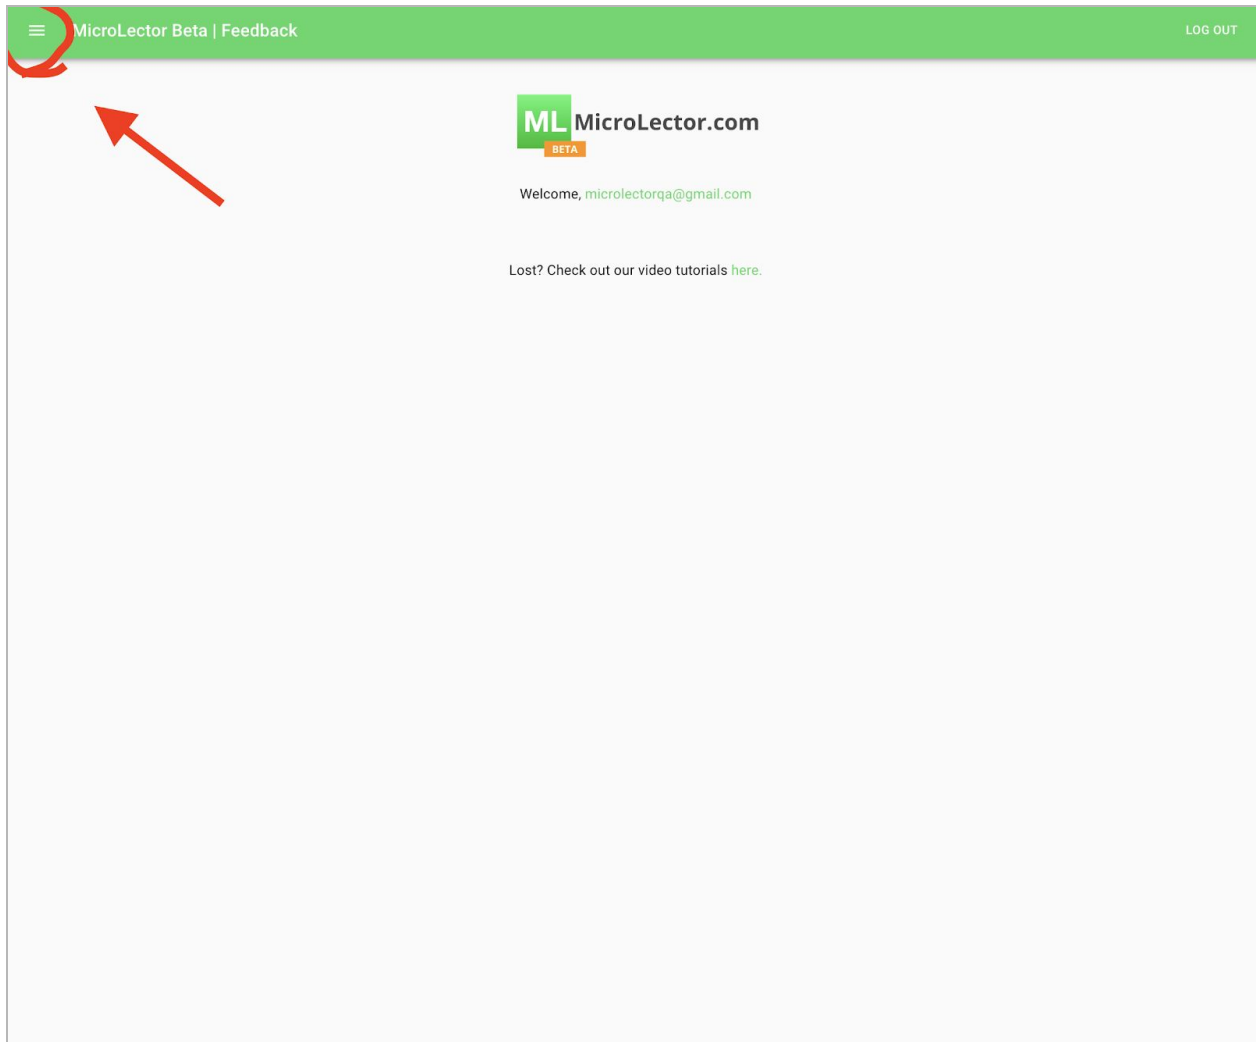 MicroLector Beta | Feedback
LOG OUT
ML MicroLector.com
BETA
Welcome, microlectorqa@gmail.com
Lost? Check out our video tutorials here.